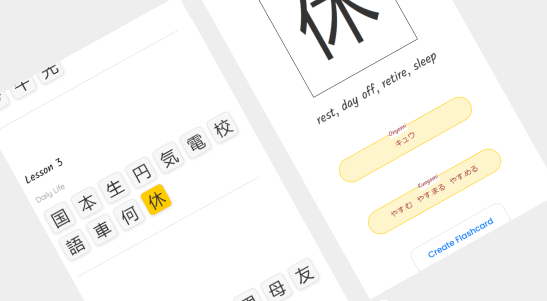 千 先
Lesson 3
Daily Life
国 本 生 円 気 電 校
語 車 何 休
母 友
休
rest, day off, retire, sleep
Onyomi
キュウ
Kunyomi
やすむ やすまる やすめる
Create Flashcard